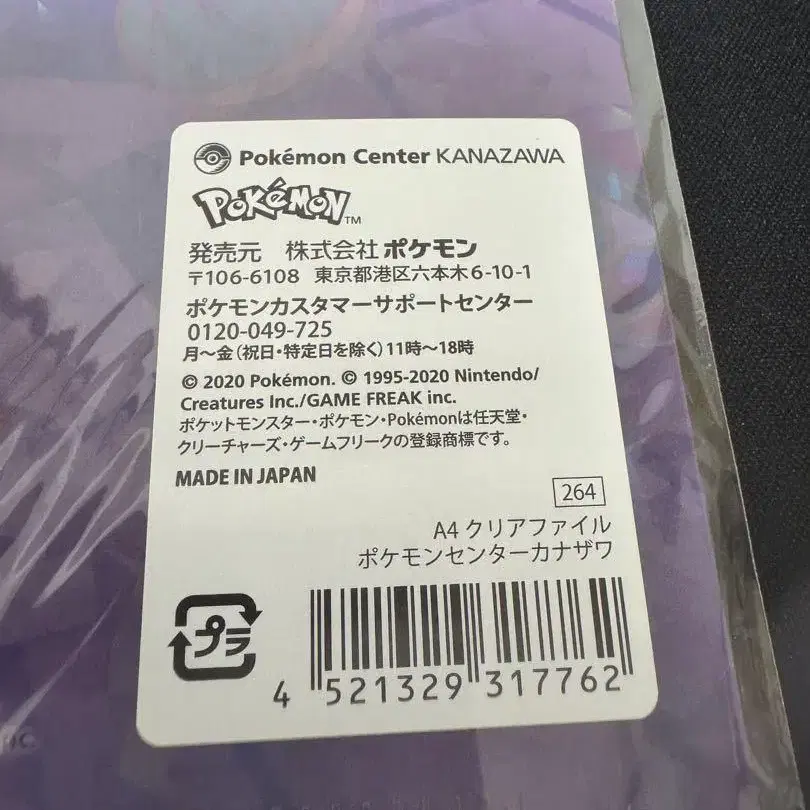 Pokémon Center KANAZAWA
POKéMON™
発売元 株式会社 ポケモン
〒106-6108 東京都港区六本木6-10-1
ポケモンカスタマーサポートセンター
0120-049-725
月～金(祝日・特定日を除く)11時～18時
© 2020 Pokémon. © 1995-2020 Nintendo/
Creatures Inc./GAME FREAK inc.
ポケットモンスター・ポケモン・Pokémonは任天堂・
クリーチャーズ・ゲームフリークの登録商標です。
MADE IN JAPAN
264
A4 クリアファイル
ポケモンセンターカナザワ
プラ
4 521329 317762